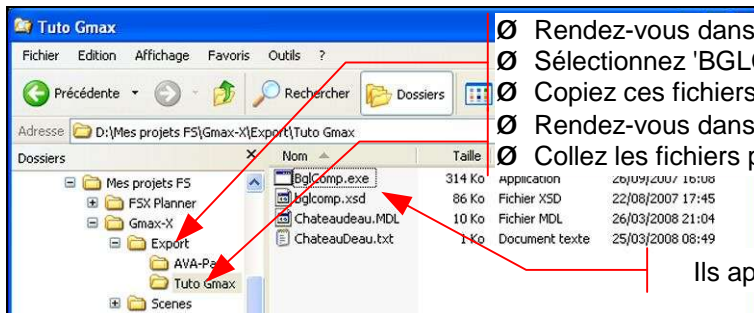 Tuto Gmax
Fichier Edition Affichage Favoris Outils ?
Précédente Rechercher Dossiers
Adresse D:\Mes projets FS\Gmax-X\Export\Tuto Gmax
Ø Rendez-vous dans
Ø Sélectionnez 'BGL
Ø Copiez ces fichiers
Ø Rendez-vous dans
Ø Collez les fichiers
Dossiers X
Mes projets FS
FSX Planner
Gmax-X
Export
AVA-Pa
Tuto Gmax
Scenes
Nom Taille
BglComp.exe 314 Ko Application 26/09/2007 16:08
bglcomp.xsd 86 Ko Fichier XSD 22/08/2007 17:45
Chateaudeau.MDL 10 Ko Fichier MDL 26/03/2008 21:04
ChateauDeau.txt 1 Ko Document texte 25/03/2008 08:49
Ils ap